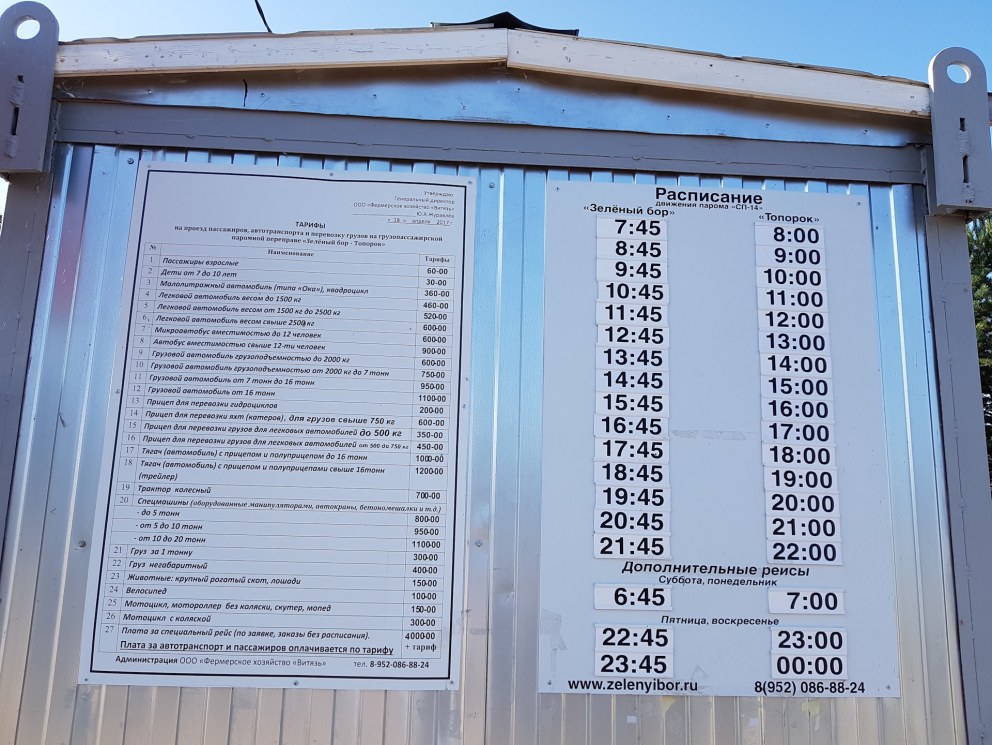 Утверждаю
Генеральный директор
ООО «Фермерское хозяйство «Витязь»
Ю.А.Журавлев
« 18 » апреля 2017г
ТАРИФЫ
на проезд пассажиров, автотранспорта и перевозку грузов на грузопассажирской
паромной переправе «Зелёный бор - Топорок»
№ Наименование Тарифы
1 Пассажиры взрослые 60-00
2 Дети от 7 до 10 лет 30-00
3 Малолитражный автомобиль (типа «Ока»), квадроцикл 360-00
4 Легковой автомобиль весом до 1500 кг 460-00
5 Легковой автомобиль весом от 1500 кг до 2500 кг 520-00
6 Легковой автомобиль весом свыше 2500 кг 600-00
7 Микроавтобус вместимостью до 12 человек 600-00
8 Автобус вместимостью свыше 12-ти человек 900-00
9 Грузовой автомобиль грузоподъемностью до 2000 кг 600-00
10 Грузовой автомобиль грузоподъемностью от 2000 кг до 7 тонн 750-00
11 Грузовой автомобиль от 7 тонн до 16 тонн 950-00
12 Грузовой автомобиль от 16 тонн 1100-00
13 Прицеп для перевозки гидроциклов 200-00
14 Прицеп для перевозки яхт (катеров), для грузов свыше 750 кг 600-00
15 Прицеп для перевозки грузов для легковых автомобилей до 500 кг 350-00
16 Прицеп для перевозки грузов для легковых автомобилей от 500 до 750 кг 450-00
17 Тягач (автомобиль) с прицепом и полуприцепом до 16 тонн 1000-00
18 Тягач (автомобиль) с прицепом и полуприцепами свыше 16тонн 1200-00
(трейлер)
19 Трактор колесный 700-00
20 Спецмашины (оборудованные манипуляторами, автокраны, бетономешалки и т.д.)
- до 5 тонн 800-00
- от 5 до 10 тонн 950-00
- от 10 до 20 тонн 1100-00
21 Груз за 1 тонну 300-00
22 Груз негабаритный 400-00
23 Животные: крупный рогатый скот, лошади 150-00
24 Велосипед 100-00
25 Мотоцикл, мотороллер без коляски, скутер, мопед 150-00
26 Мотоцикл с коляской 300-00
27 Плата за специальный рейс (по заявке, заказы без расписания). 4000-00
Плата за автотранспорт и пассажиров оплачивается по тарифу + тариф
Администрация ООО «Фермерское хозяйство «Витязь» тел. 8-952-086-88-24
Расписание
движения парома «СП-14»
«Зелёный бор» «Топорок»
7:45 8:00
8:45 9:00
9:45 10:00
10:45 11:00
11:45 12:00
12:45 13:00
13:45 14:00
14:45 15:00
15:45 16:00
16:45 17:00
17:45 18:00
18:45 19:00
19:45 20:00
20:45 21:00
21:45 22:00
Дополнительные рейсы
Суббота, понедельник
6:45 7:00
Пятница, воскресенье
22:45 23:00
23:45 00:00
www.zelenyibor.ru 8(952) 086-88-24